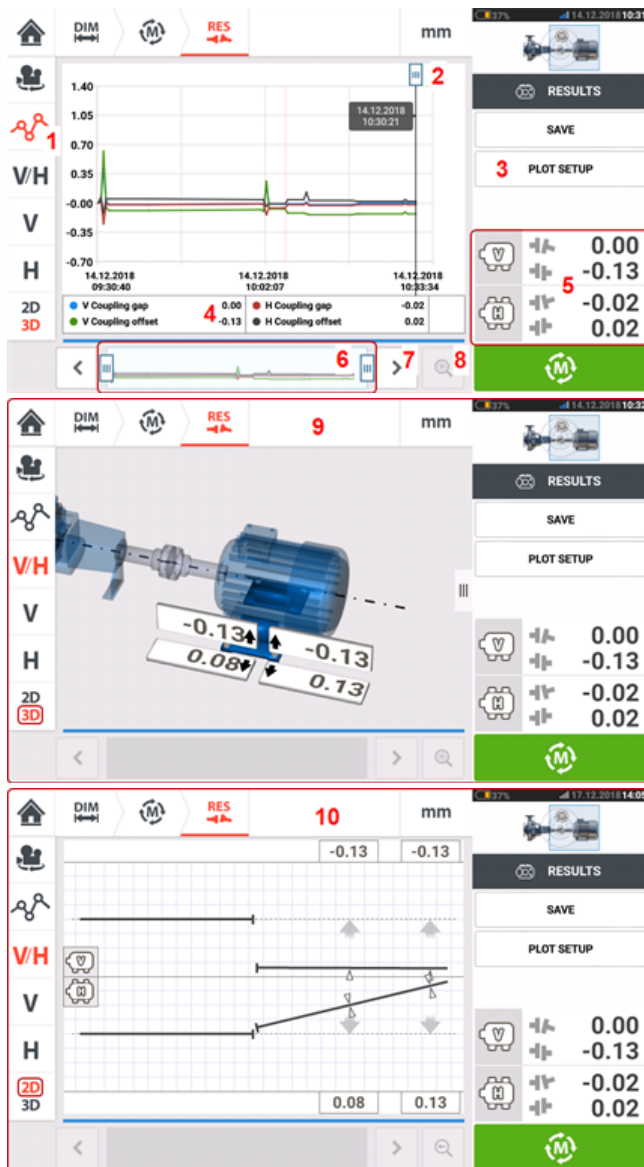 37% 14.12.2018 10:31
DIM M RES mm
2
RESULTS
SAVE
3 PLOT SETUP
1
V/H
V
H
2D
3D
1.40
1.05
0.70
0.35
-0.00
-0.35
-0.70
14.12.2018
10:30:21
14.12.2018 14.12.2018 14.12.2018
09:30:40 10:02:07 10:33:34
V Coupling gap 0.00 H Coupling gap -0.02
V Coupling offset 4 -0.13 H Coupling offset 0.02
6 7 8
V 0.00
-0.13
5
H -0.02
0.02
M
37% 14.12.2018 10:32
DIM M RES 9 mm
RESULTS
SAVE
PLOT SETUP
V/H
V
H
2D
3D
-0.13 -0.13
0.08 0.13
V 0.00
-0.13
H -0.02
0.02
M
37% 17.12.2018 14:05
DIM M RES 10 mm
RESULTS
SAVE
PLOT SETUP
V/H
V
H
2D
3D
-0.13 -0.13
V
H
0.08 0.13
V 0.00
-0.13
H -0.02
0.02
M